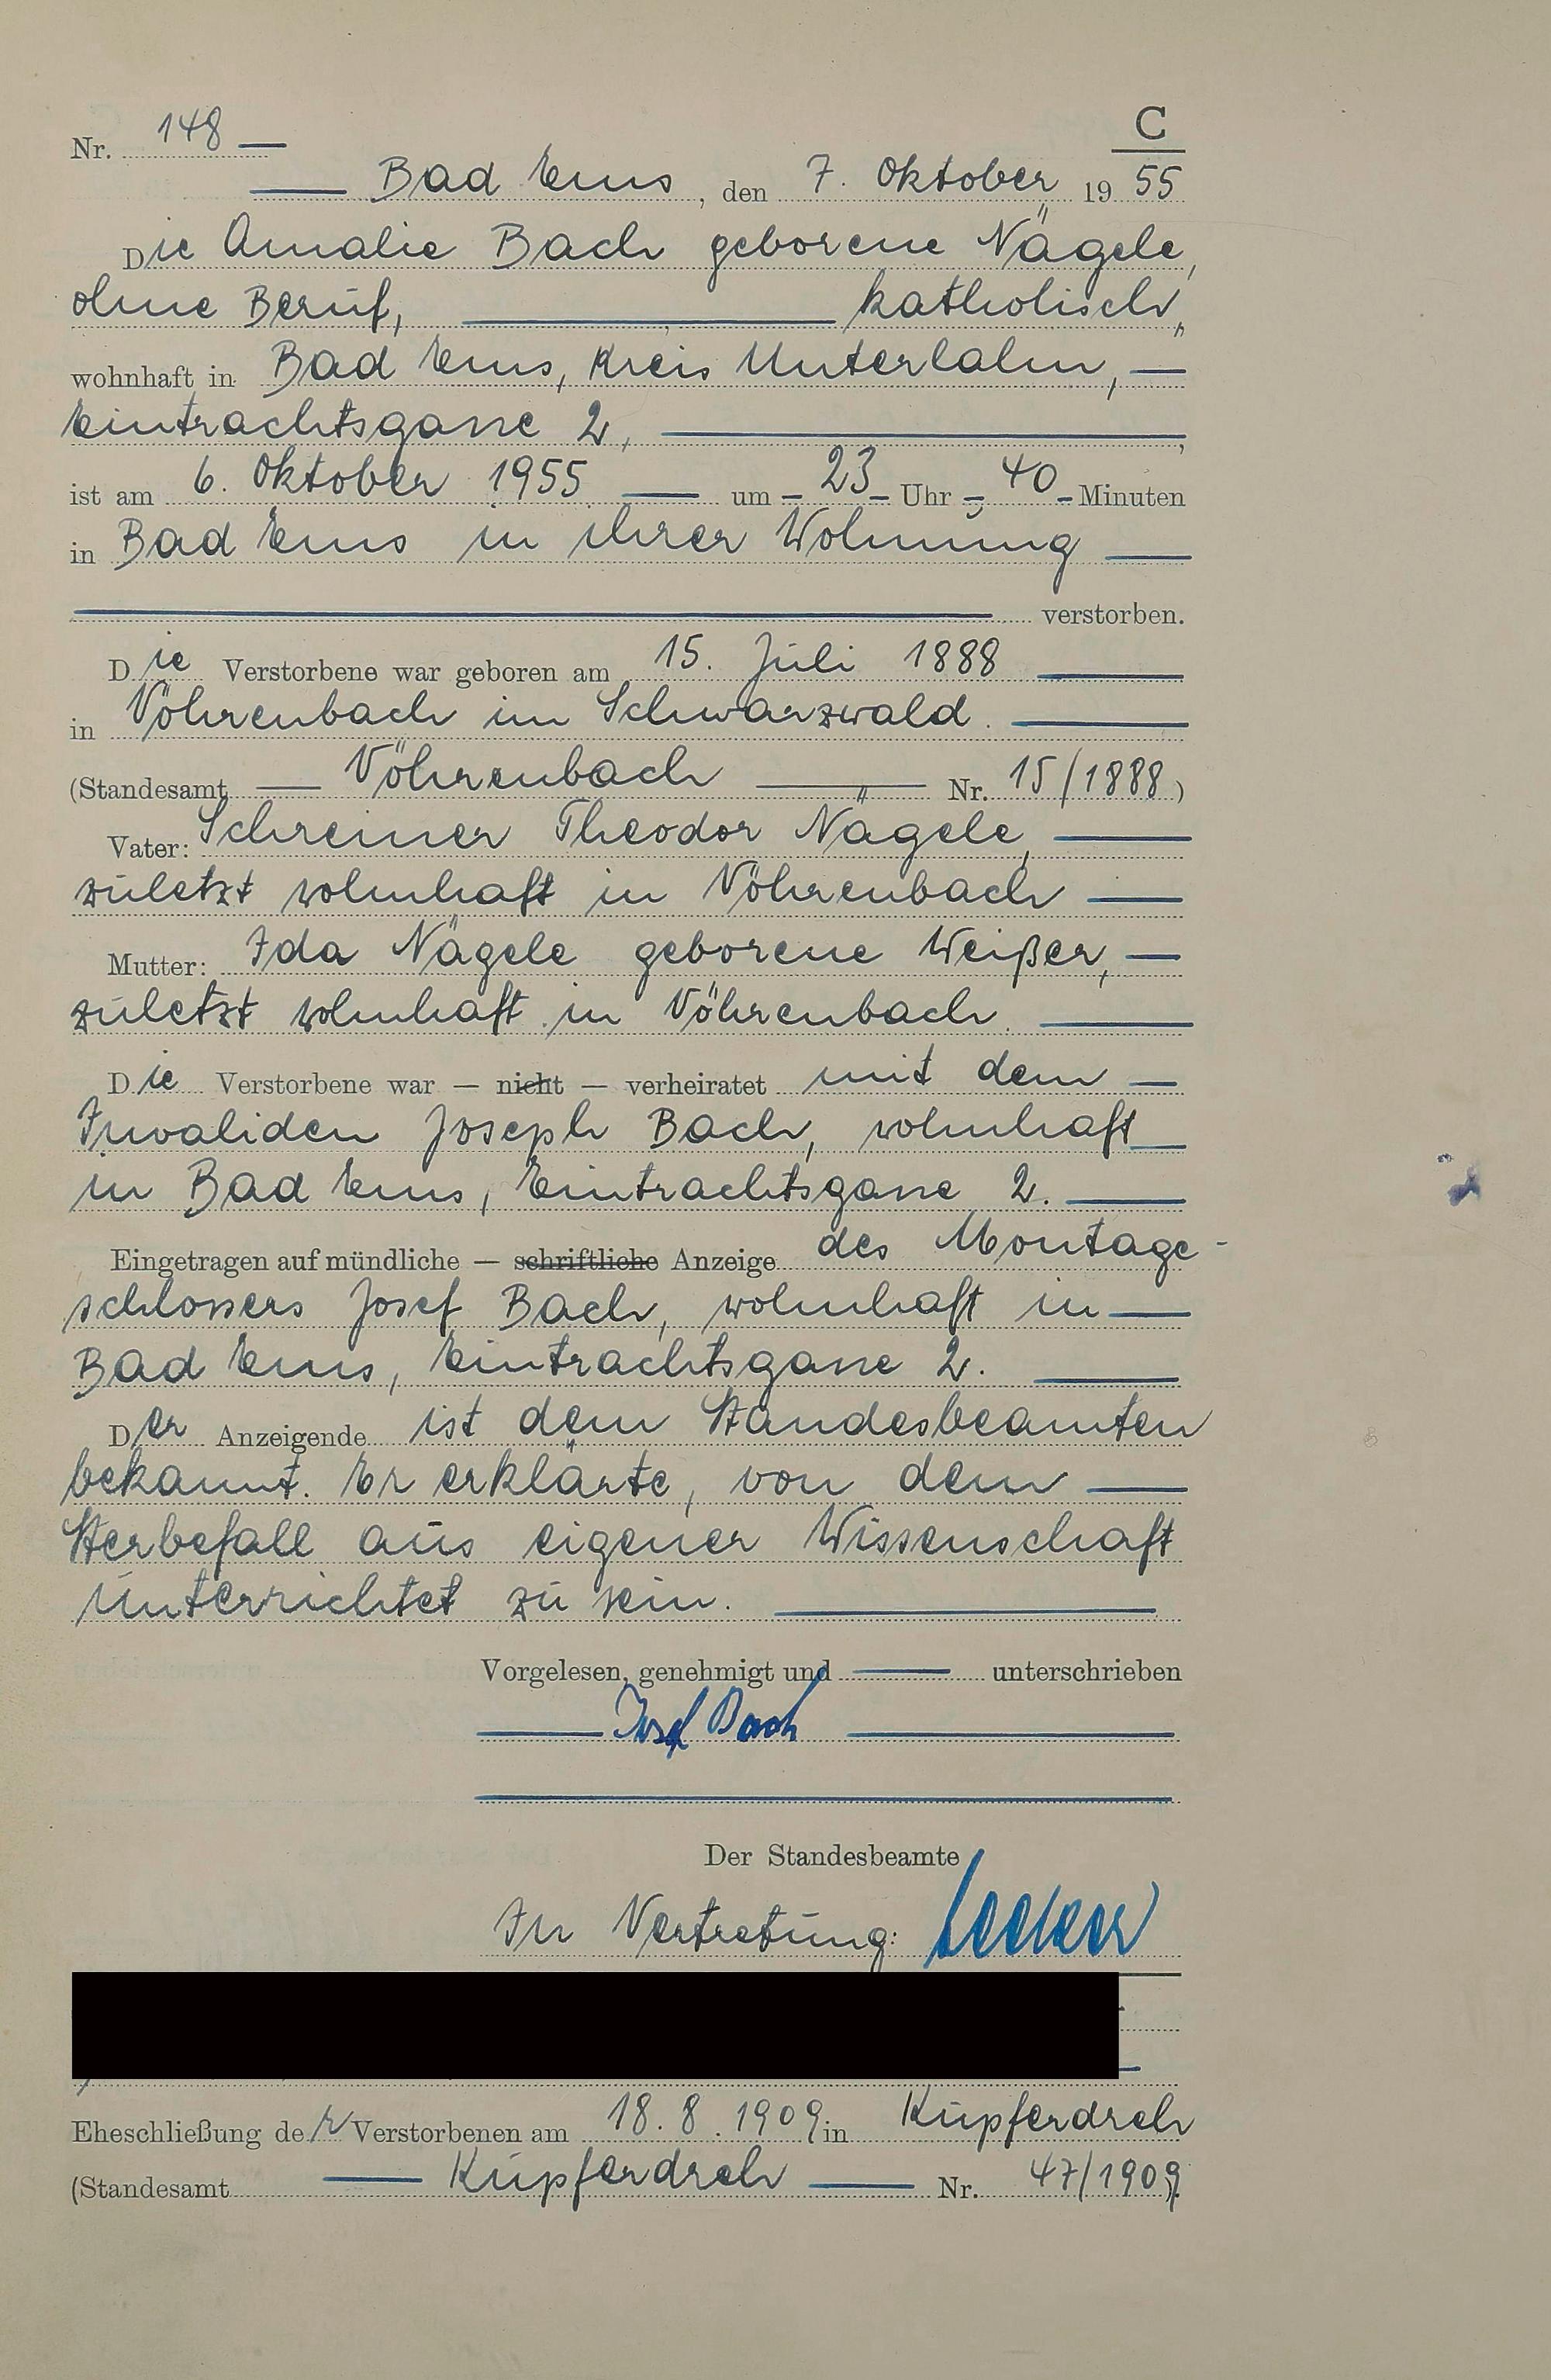 C
Nr. 148 —
— Bad Ems, den 7. Oktober 1955
Die Amalie Bach geborene Nägele,
ohne Beruf, — katholisch,
wohnhaft in Bad Ems, Kreis Unterlahn, —
Eintrachtsgasse 2, — ,
ist am 6. Oktober 1955 — um – 23 – Uhr – 40 – Minuten
in Bad Ems in ihrer Wohnung —
— verstorben.
Die Verstorbene war geboren am 15. Juli 1888 —
in Vöhrenbach im Schwarzwald. —
(Standesamt — Vöhrenbach — Nr. 15/1888)
Vater: Schreiner Theodor Nägele, —
zuletzt wohnhaft in Vöhrenbach —
Mutter: Ida Nägele geborene Weißer, —
zuletzt wohnhaft in Vöhrenbach. —
Die Verstorbene war — nicht — verheiratet mit dem —
Invaliden Joseph Bach, wohnhaft —
in Bad Ems, Eintrachtsgasse 2. —
Eingetragen auf mündliche — schriftliche Anzeige des Montage-
schlossers Josef Bach, wohnhaft in —
Bad Ems, Eintrachtsgasse 2. —
Der Anzeigende ist dem Standesbeamten
bekannt. Er erklärte, von dem —
Sterbefall aus eigener Wissenschaft
unterrichtet zu sein. —
Vorgelesen, genehmigt und — unterschrieben
— Josef Bach —
Der Standesbeamte
In Vertretung:
Eheschließung der Verstorbenen am 18.8.1909 in Kupferdreh
(Standesamt — Kupferdreh — Nr. 47/1909).